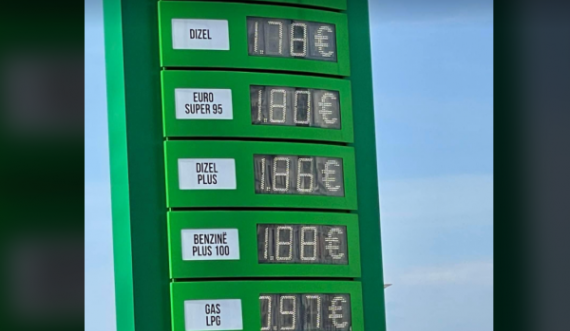 DIZEL 1.78€
EURO
SUPER 95 1.80€
DIZEL
PLUS 1.86€
BENZINË
PLUS 100 1.88€
GAS
LPG 0.97€